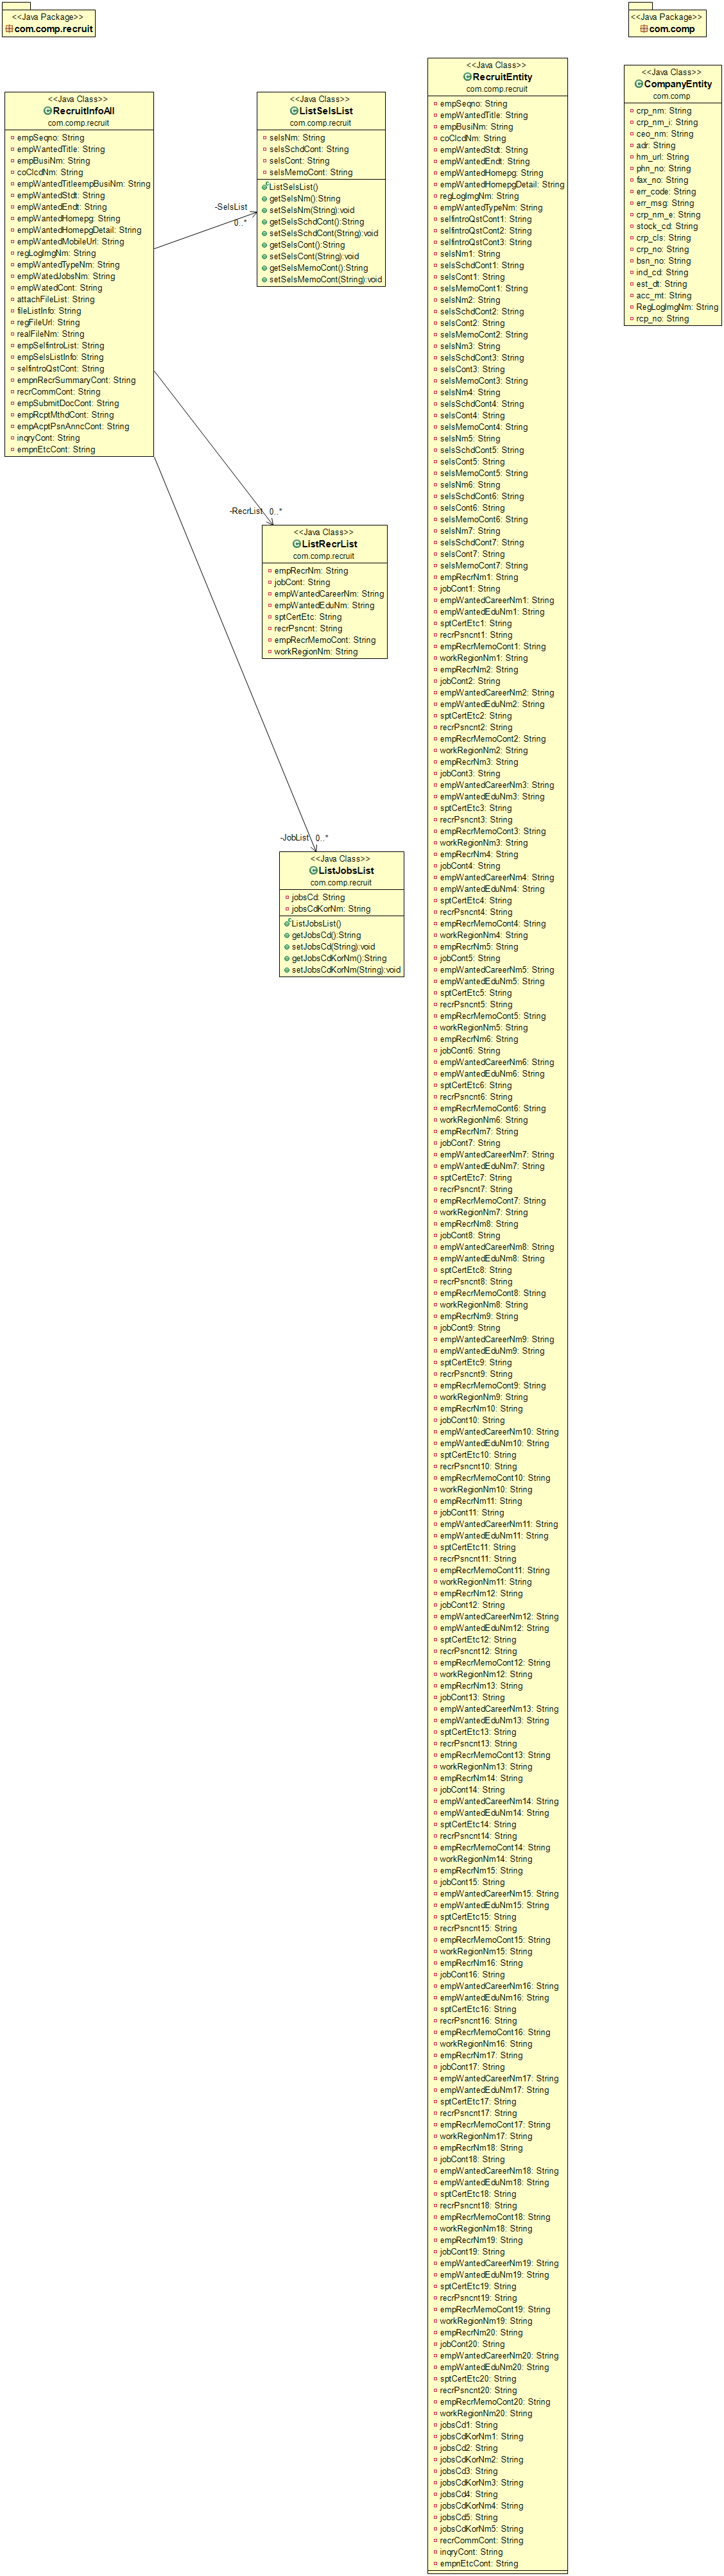 <<Java Package>>
com.comp.recruit
<<Java Package>>
com.comp
<<Java Class>>
RecruitInfoAll
com.comp.recruit
empSeqno: String
empWantedTitle: String
empBusiNm: String
coClcdNm: String
empWantedTitleempBusiNm: String
empWantedStdt: String
empWantedEndt: String
empWantedHomepg: String
empWantedHomepgDetail: String
empWantedMobileUrl: String
regLogImgNm: String
empWantedTypeNm: String
empWatedJobsNm: String
empWatedCont: String
attachFileList: String
fileListInfo: String
regFileUrl: String
realFileNm: String
empSelfintroList: String
empSelsListInfo: String
selfintroQstCont: String
empnRecrSummaryCont: String
recrCommCont: String
empSubmitDocCont: String
empRcptMthdCont: String
empAcptPsnAnncCont: String
inqryCont: String
empnEtcCont: String
-SelsList
0..*
-RecrList 0..*
-JobList 0..*
<<Java Class>>
ListSelsList
com.comp.recruit
selsNm: String
selsSchdCont: String
selsCont: String
selsMemoCont: String
ListSelsList()
getSelsNm():String
setSelsNm(String):void
getSelsSchdCont():String
setSelsSchdCont(String):void
getSelsCont():String
setSelsCont(String):void
getSelsMemoCont():String
setSelsMemoCont(String):void
<<Java Class>>
ListRecrList
com.comp.recruit
empRecrNm: String
jobCont: String
empWantedCareerNm: String
empWantedEduNm: String
sptCertEtc: String
recrPsncnt: String
empRecrMemoCont: String
workRegionNm: String
<<Java Class>>
ListJobsList
com.comp.recruit
jobsCd: String
jobsCdKorNm: String
ListJobsList()
getJobsCd():String
setJobsCd(String):void
getJobsCdKorNm():String
setJobsCdKorNm(String):void
<<Java Class>>
RecruitEntity
com.comp.recruit
empSeqno: String
empWantedTitle: String
empBusiNm: String
coClcdNm: String
empWantedStdt: String
empWantedEndt: String
empWantedHomepg: String
empWantedHomepgDetail: String
regLogImgNm: String
empWantedTypeNm: String
selfintroQstCont1: String
selfintroQstCont2: String
selfintroQstCont3: String
selsNm1: String
selsSchdCont1: String
selsCont1: String
selsMemoCont1: String
selsNm2: String
selsSchdCont2: String
selsCont2: String
selsMemoCont2: String
selsNm3: String
selsSchdCont3: String
selsCont3: String
selsMemoCont3: String
selsNm4: String
selsSchdCont4: String
selsCont4: String
selsMemoCont4: String
selsNm5: String
selsSchdCont5: String
selsCont5: String
selsMemoCont5: String
selsNm6: String
selsSchdCont6: String
selsCont6: String
selsMemoCont6: String
selsNm7: String
selsSchdCont7: String
selsCont7: String
selsMemoCont7: String
empRecrNm1: String
jobCont1: String
empWantedCareerNm1: String
empWantedEduNm1: String
sptCertEtc1: String
recrPsncnt1: String
empRecrMemoCont1: String
workRegionNm1: String
empRecrNm2: String
jobCont2: String
empWantedCareerNm2: String
empWantedEduNm2: String
sptCertEtc2: String
recrPsncnt2: String
empRecrMemoCont2: String
workRegionNm2: String
empRecrNm3: String
jobCont3: String
empWantedCareerNm3: String
empWantedEduNm3: String
sptCertEtc3: String
recrPsncnt3: String
empRecrMemoCont3: String
workRegionNm3: String
empRecrNm4: String
jobCont4: String
empWantedCareerNm4: String
empWantedEduNm4: String
sptCertEtc4: String
recrPsncnt4: String
empRecrMemoCont4: String
workRegionNm4: String
empRecrNm5: String
jobCont5: String
empWantedCareerNm5: String
empWantedEduNm5: String
sptCertEtc5: String
recrPsncnt5: String
empRecrMemoCont5: String
workRegionNm5: String
empRecrNm6: String
jobCont6: String
empWantedCareerNm6: String
empWantedEduNm6: String
sptCertEtc6: String
recrPsncnt6: String
empRecrMemoCont6: String
workRegionNm6: String
empRecrNm7: String
jobCont7: String
empWantedCareerNm7: String
empWantedEduNm7: String
sptCertEtc7: String
recrPsncnt7: String
empRecrMemoCont7: String
workRegionNm7: String
empRecrNm8: String
jobCont8: String
empWantedCareerNm8: String
empWantedEduNm8: String
sptCertEtc8: String
recrPsncnt8: String
empRecrMemoCont8: String
workRegionNm8: String
empRecrNm9: String
jobCont9: String
empWantedCareerNm9: String
empWantedEduNm9: String
sptCertEtc9: String
recrPsncnt9: String
empRecrMemoCont9: String
workRegionNm9: String
empRecrNm10: String
jobCont10: String
empWantedCareerNm10: String
empWantedEduNm10: String
sptCertEtc10: String
recrPsncnt10: String
empRecrMemoCont10: String
workRegionNm10: String
empRecrNm11: String
jobCont11: String
empWantedCareerNm11: String
empWantedEduNm11: String
sptCertEtc11: String
recrPsncnt11: String
empRecrMemoCont11: String
workRegionNm11: String
empRecrNm12: String
jobCont12: String
empWantedCareerNm12: String
empWantedEduNm12: String
sptCertEtc12: String
recrPsncnt12: String
empRecrMemoCont12: String
workRegionNm12: String
empRecrNm13: String
jobCont13: String
empWantedCareerNm13: String
empWantedEduNm13: String
sptCertEtc13: String
recrPsncnt13: String
empRecrMemoCont13: String
workRegionNm13: String
empRecrNm14: String
jobCont14: String
empWantedCareerNm14: String
empWantedEduNm14: String
sptCertEtc14: String
recrPsncnt14: String
empRecrMemoCont14: String
workRegionNm14: String
empRecrNm15: String
jobCont15: String
empWantedCareerNm15: String
empWantedEduNm15: String
sptCertEtc15: String
recrPsncnt15: String
empRecrMemoCont15: String
workRegionNm15: String
empRecrNm16: String
jobCont16: String
empWantedCareerNm16: String
empWantedEduNm16: String
sptCertEtc16: String
recrPsncnt16: String
empRecrMemoCont16: String
workRegionNm16: String
empRecrNm17: String
jobCont17: String
empWantedCareerNm17: String
empWantedEduNm17: String
sptCertEtc17: String
recrPsncnt17: String
empRecrMemoCont17: String
workRegionNm17: String
empRecrNm18: String
jobCont18: String
empWantedCareerNm18: String
empWantedEduNm18: String
sptCertEtc18: String
recrPsncnt18: String
empRecrMemoCont18: String
workRegionNm18: String
empRecrNm19: String
jobCont19: String
empWantedCareerNm19: String
empWantedEduNm19: String
sptCertEtc19: String
recrPsncnt19: String
empRecrMemoCont19: String
workRegionNm19: String
empRecrNm20: String
jobCont20: String
empWantedCareerNm20: String
empWantedEduNm20: String
sptCertEtc20: String
recrPsncnt20: String
empRecrMemoCont20: String
workRegionNm20: String
jobsCd1: String
jobsCdKorNm1: String
jobsCd2: String
jobsCdKorNm2: String
jobsCd3: String
jobsCdKorNm3: String
jobsCd4: String
jobsCdKorNm4: String
jobsCd5: String
jobsCdKorNm5: String
recrCommCont: String
inqryCont: String
empnEtcCont: String
<<Java Class>>
CompanyEntity
com.comp
crp_nm: String
crp_nm_i: String
ceo_nm: String
adr: String
hm_url: String
phn_no: String
fax_no: String
err_code: String
err_msg: String
crp_nm_e: String
stock_cd: String
crp_cls: String
crp_no: String
bsn_no: String
ind_cd: String
est_dt: String
acc_mt: String
RegLogImgNm: String
rcp_no: String